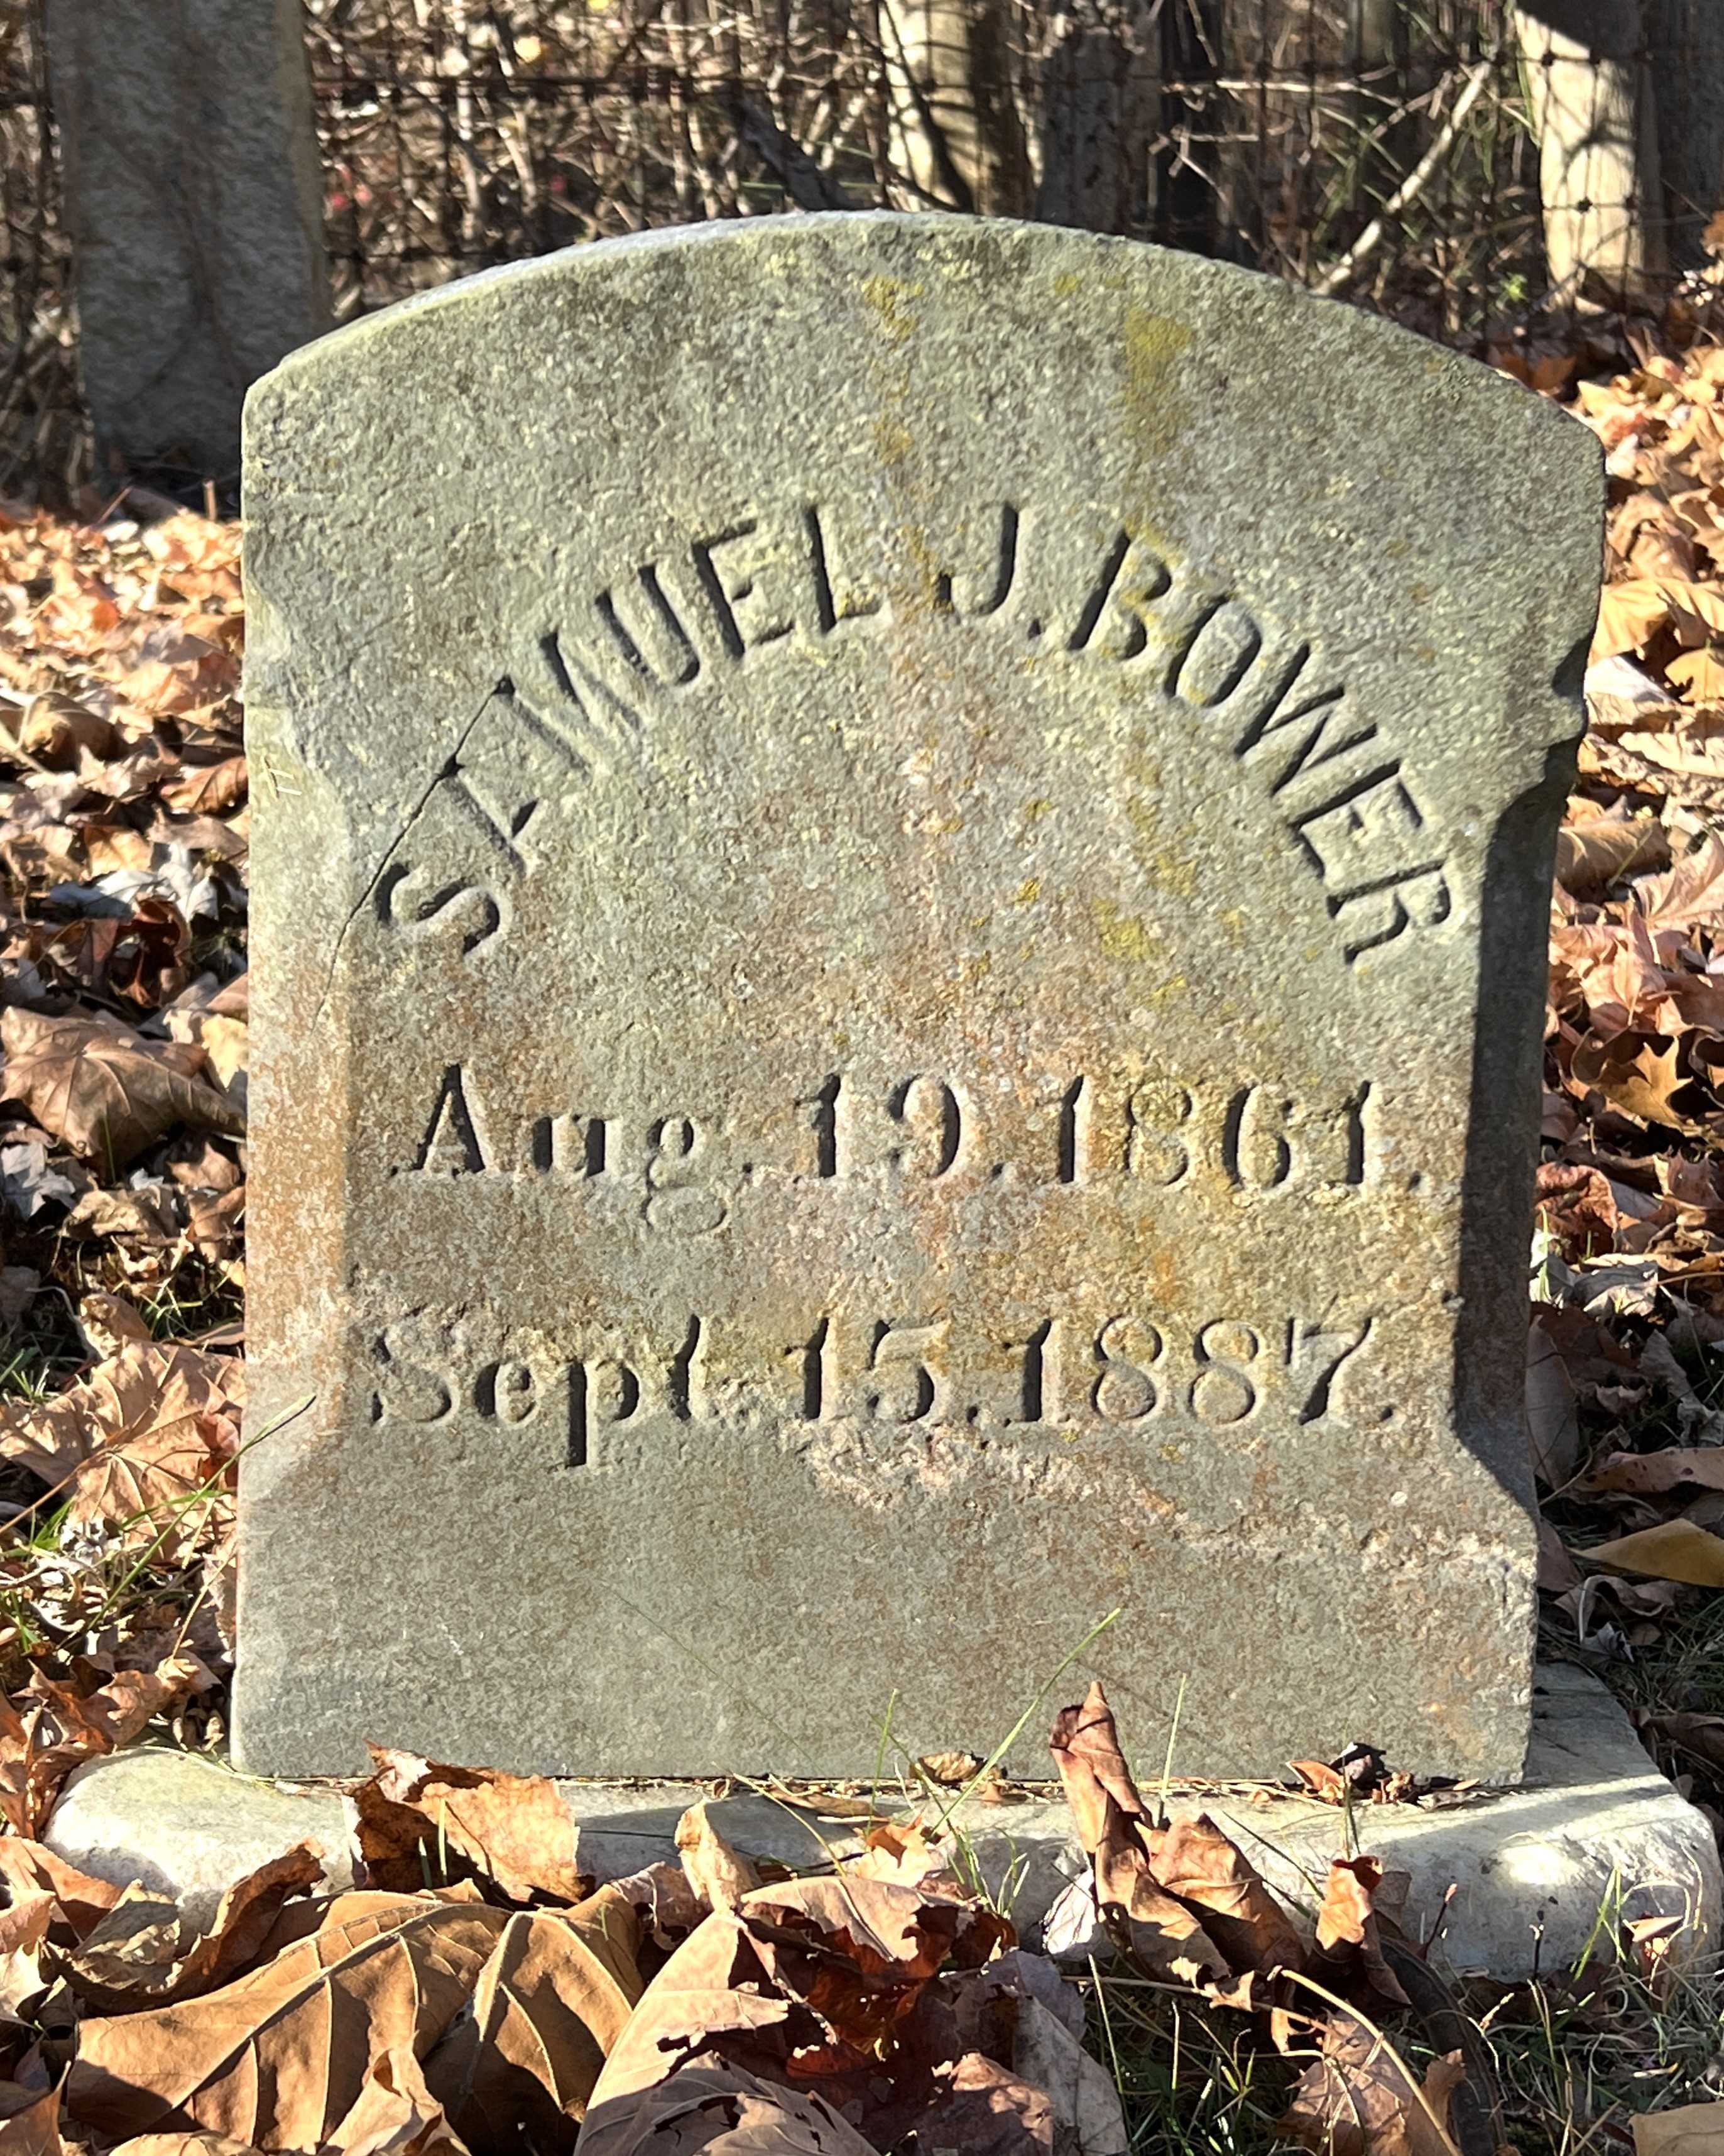 SAMUEL J. BOWER
Aug. 19. 1861.
Sept. 15. 1887.